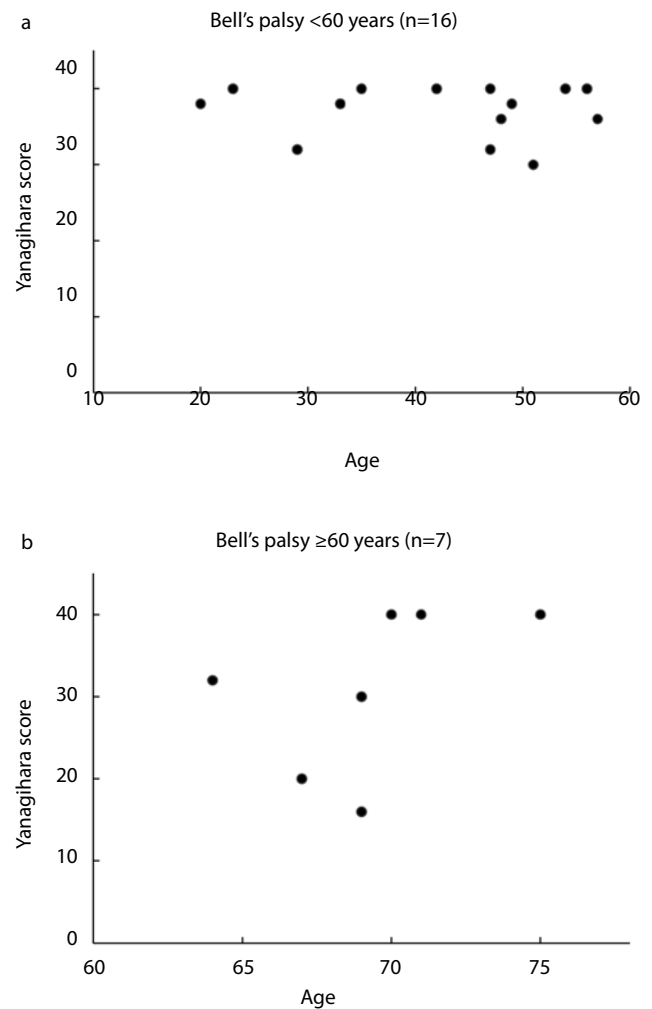 a
Bell’s palsy <60 years (n=16)
40
30
20
10
0
Yanagihara score
10 20 30 40 50 60
Age
b
Bell’s palsy ≥60 years (n=7)
40
30
20
10
0
Yanagihara score
60 65 70 75
Age